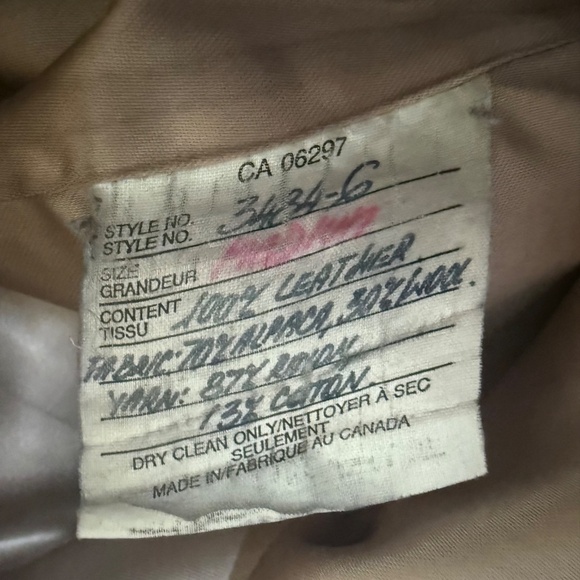 CA 06297
STYLE NO. 3434-G
STYLE NO.
SIZE
GRANDEUR
CONTENT 100% LEATHER.
TISSU
FABRIC: 70% ALPACA, 30% WOOL.
YARN: 87% RAYON
13% COTTON.
DRY CLEAN ONLY/NETTOYER À SEC
SEULEMENT
MADE IN/FABRIQUE AU CANADA